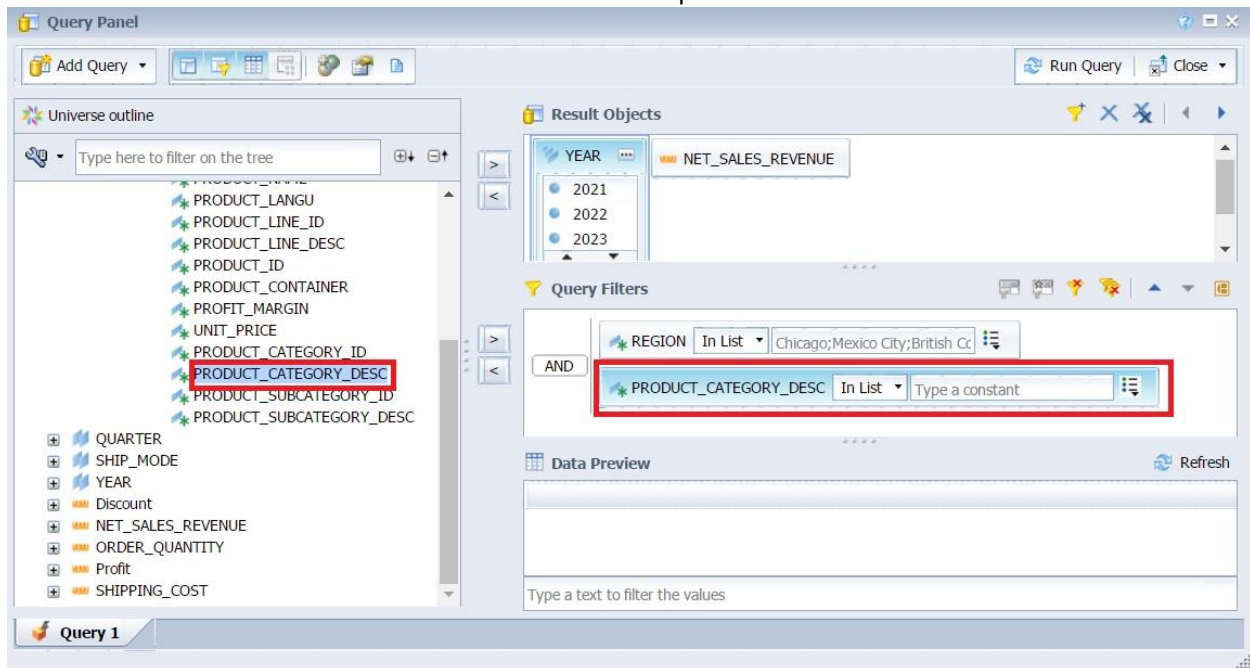 Query Panel
Add Query
Run Query
Close
Universe outline
Type here to filter on the tree
PRODUCT_LANGU
PRODUCT_LINE_ID
PRODUCT_LINE_DESC
PRODUCT_ID
PRODUCT_CONTAINER
PROFIT_MARGIN
UNIT_PRICE
PRODUCT_CATEGORY_ID
PRODUCT_CATEGORY_DESC
PRODUCT_SUBCATEGORY_ID
PRODUCT_SUBCATEGORY_DESC
QUARTER
SHIP_MODE
YEAR
Discount
NET_SALES_REVENUE
ORDER_QUANTITY
Profit
SHIPPING_COST
Result Objects
YEAR
NET_SALES_REVENUE
2021
2022
2023
Query Filters
AND
REGION In List Chicago;Mexico City;British
PRODUCT_CATEGORY_DESC In List Type a constant
Data Preview
Refresh
Type a text to filter the values
Query 1